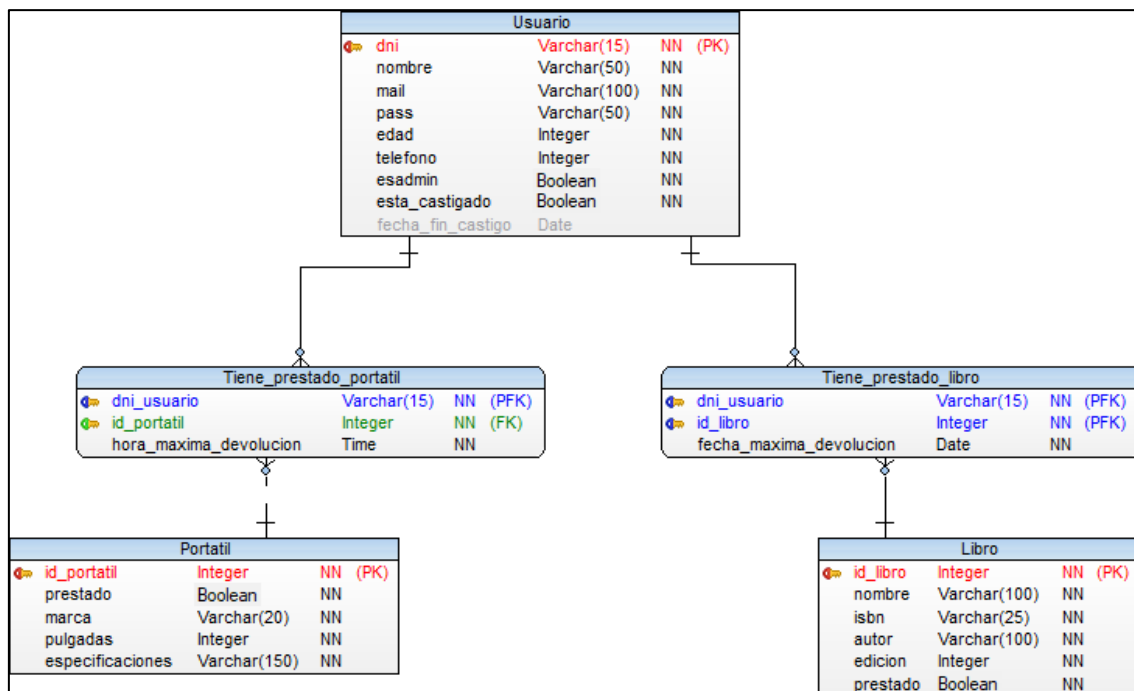 Usuario
dni Varchar(15) NN (PK)
nombre Varchar(50) NN
mail Varchar(100) NN
pass Varchar(50) NN
edad Integer NN
telefono Integer NN
esadmin Boolean NN
esta_castigado Boolean NN
fecha_fin_castigo Date
Tiene_prestado_portatil
dni_usuario Varchar(15) NN (PFK)
id_portatil Integer NN (FK)
hora_maxima_devolucion Time NN
Tiene_prestado_libro
dni_usuario Varchar(15) NN (PFK)
id_libro Integer NN (PFK)
fecha_maxima_devolucion Date NN
Portatil
id_portatil Integer NN (PK)
prestado Boolean NN
marca Varchar(20) NN
pulgadas Integer NN
especificaciones Varchar(150) NN
Libro
id_libro Integer NN (PK)
nombre Varchar(100) NN
isbn Varchar(25) NN
autor Varchar(100) NN
edicion Integer NN
prestado Boolean NN